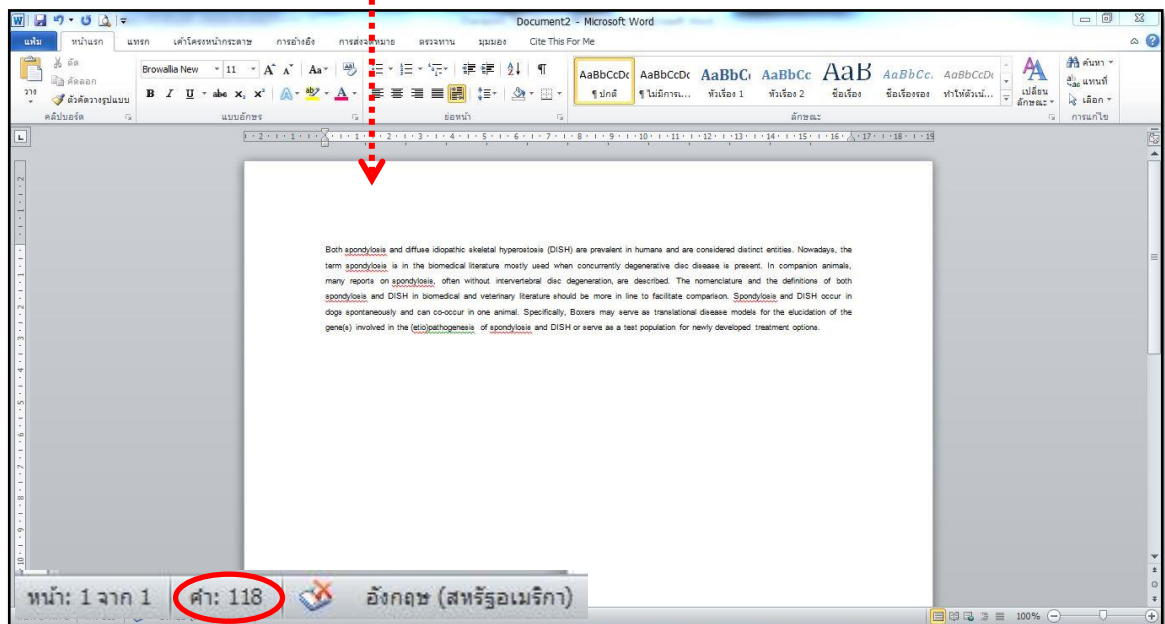 Document2 - Microsoft Word
แฟ้ม หน้าแรก แทรก เค้าโครงหน้ากระดาษ การอ้างอิง การส่งจดหมาย ตรวจทาน มุมมอง Cite This For Me
วาง
ตัด
คัดลอก
ตัวคัดวางรูปแบบ
คลิปบอร์ด
Browallia New 11
แบบอักษร
ย่อหน้า
AaBbCcDc AaBbCcDc AaBbC AaBbCc AaB AaBbCc. AaBbCcDc
¶ ปกติ ¶ ไม่มีการเ... หัวเรื่อง 1 หัวเรื่อง 2 ชื่อเรื่อง ชื่อเรื่องรอง ทำให้ตัวเน้...
ลักษณะ
เปลี่ยน
ลักษณะ
ค้นหา
แทนที่
เลือก
การแก้ไข
Both spondylosis and diffuse idiopathic skeletal hyperostosis (DISH) are prevalent in humans and are considered distinct entities. Nowadays, the
term spondylosis is in the biomedical literature mostly used when concurrently degenerative disc disease is present. In companion animals,
many reports on spondylosis, often without intervertebral disc degeneration, are described. The nomenclature and the definitions of both
spondylosis and DISH in biomedical and veterinary literature should be more in line to facilitate comparison. Spondylosis and DISH occur in
dogs spontaneously and can co-occur in one animal. Specifically, Boxers may serve as translational disease models for the elucidation of the
gene(s) involved in the (etio)pathogenesis of spondylosis and DISH or serve as a test population for newly developed treatment options.
หน้า: 1 จาก 1 คำ: 118 อังกฤษ (สหรัฐอเมริกา)
100%